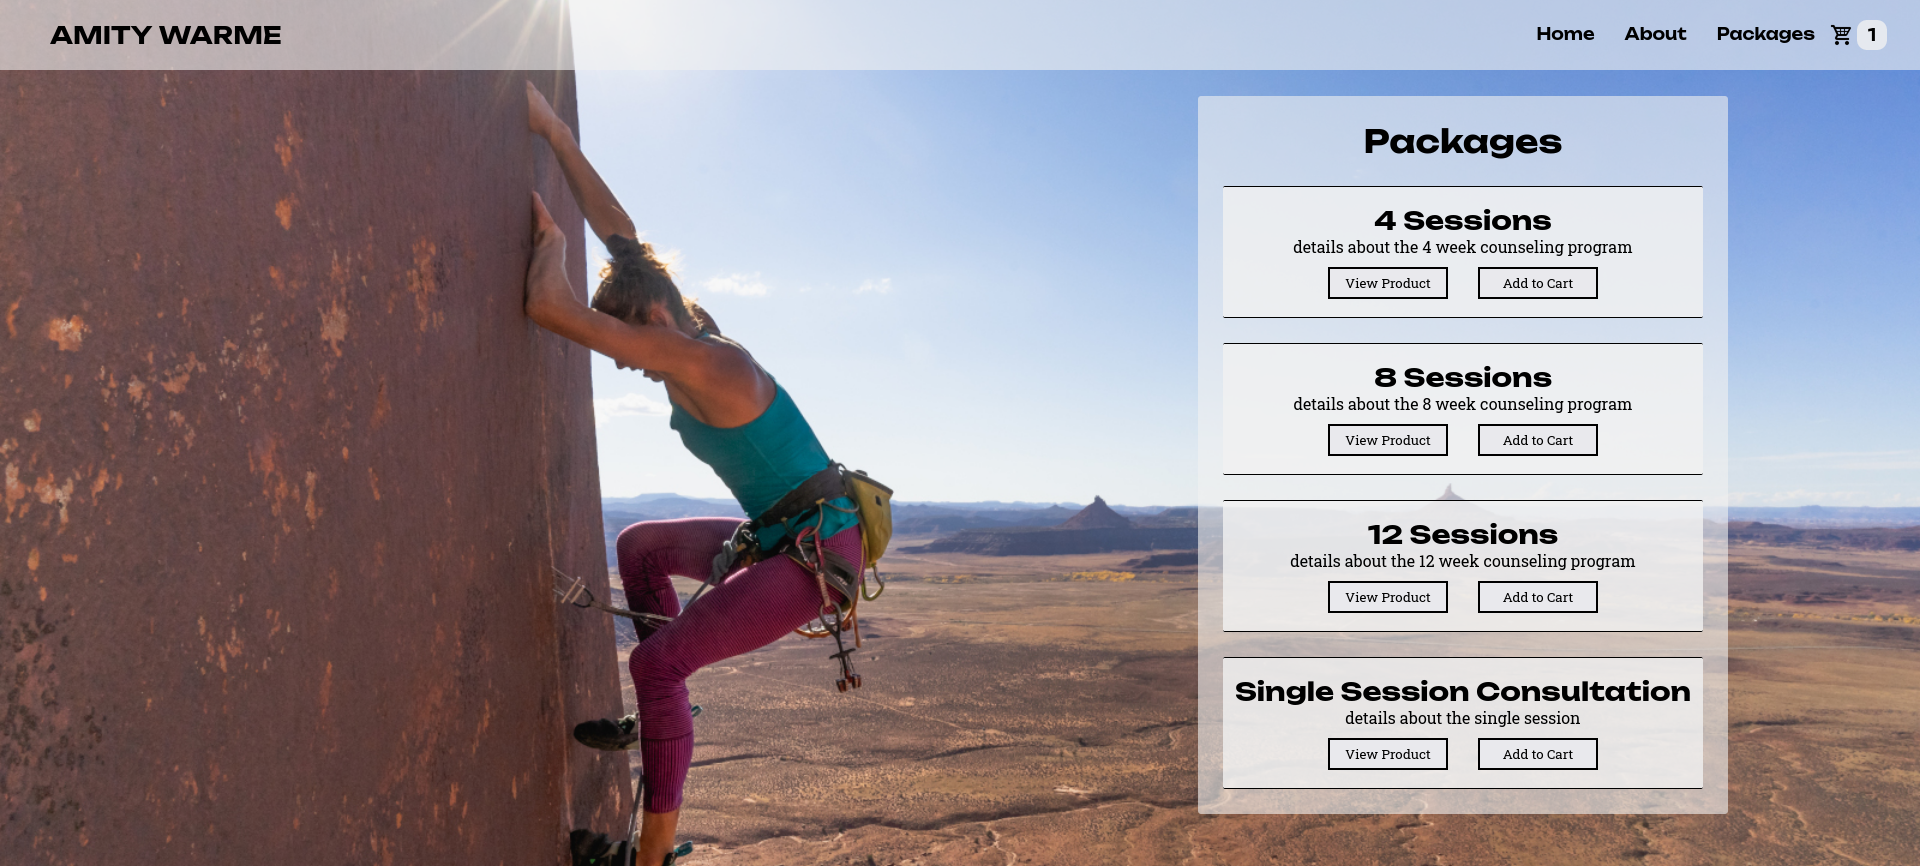 AMITY WARME
Home About Packages 1
Packages
4 Sessions
details about the 4 week counseling program
View Product Add to Cart
8 Sessions
details about the 8 week counseling program
View Product Add to Cart
12 Sessions
details about the 12 week counseling program
View Product Add to Cart
Single Session Consultation
details about the single session
View Product Add to Cart